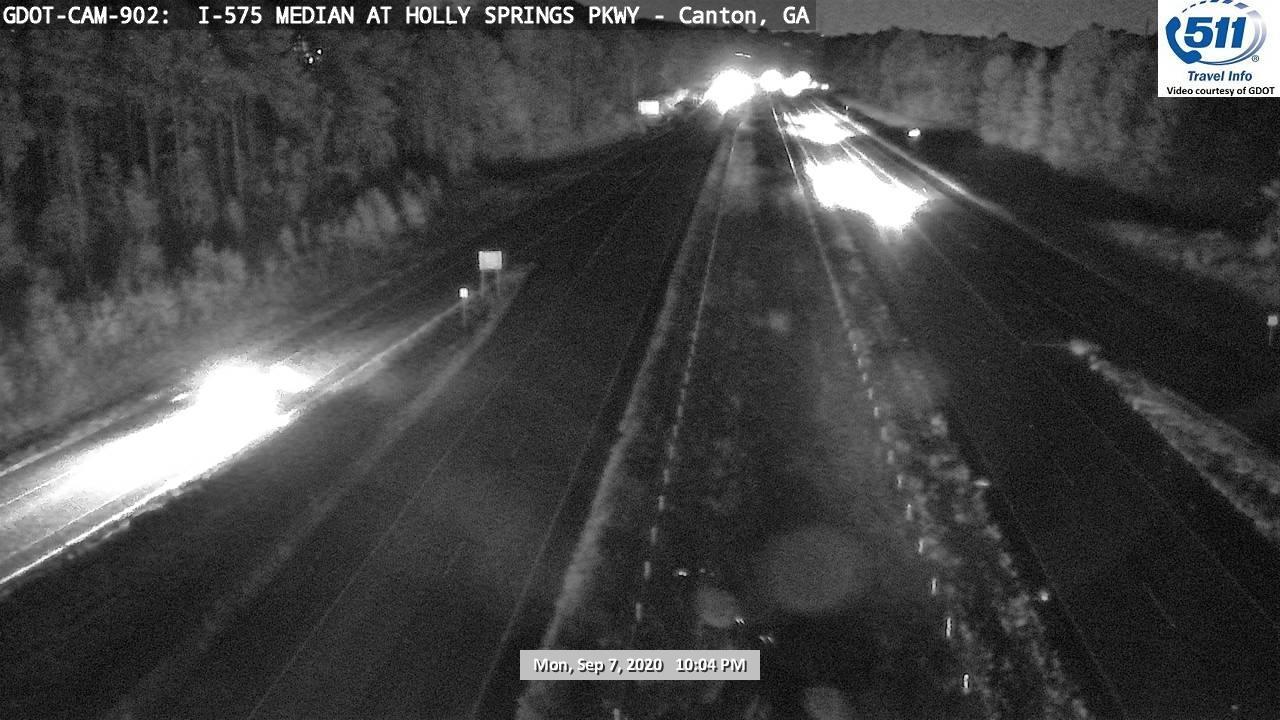 GDOT-CAM-902: I-575 MEDIAN AT HOLLY SPRINGS PKWY - Canton, GA
511
Travel Info
Video courtesy of GDOT
Mon, Sep 7, 2020 10:04 PM